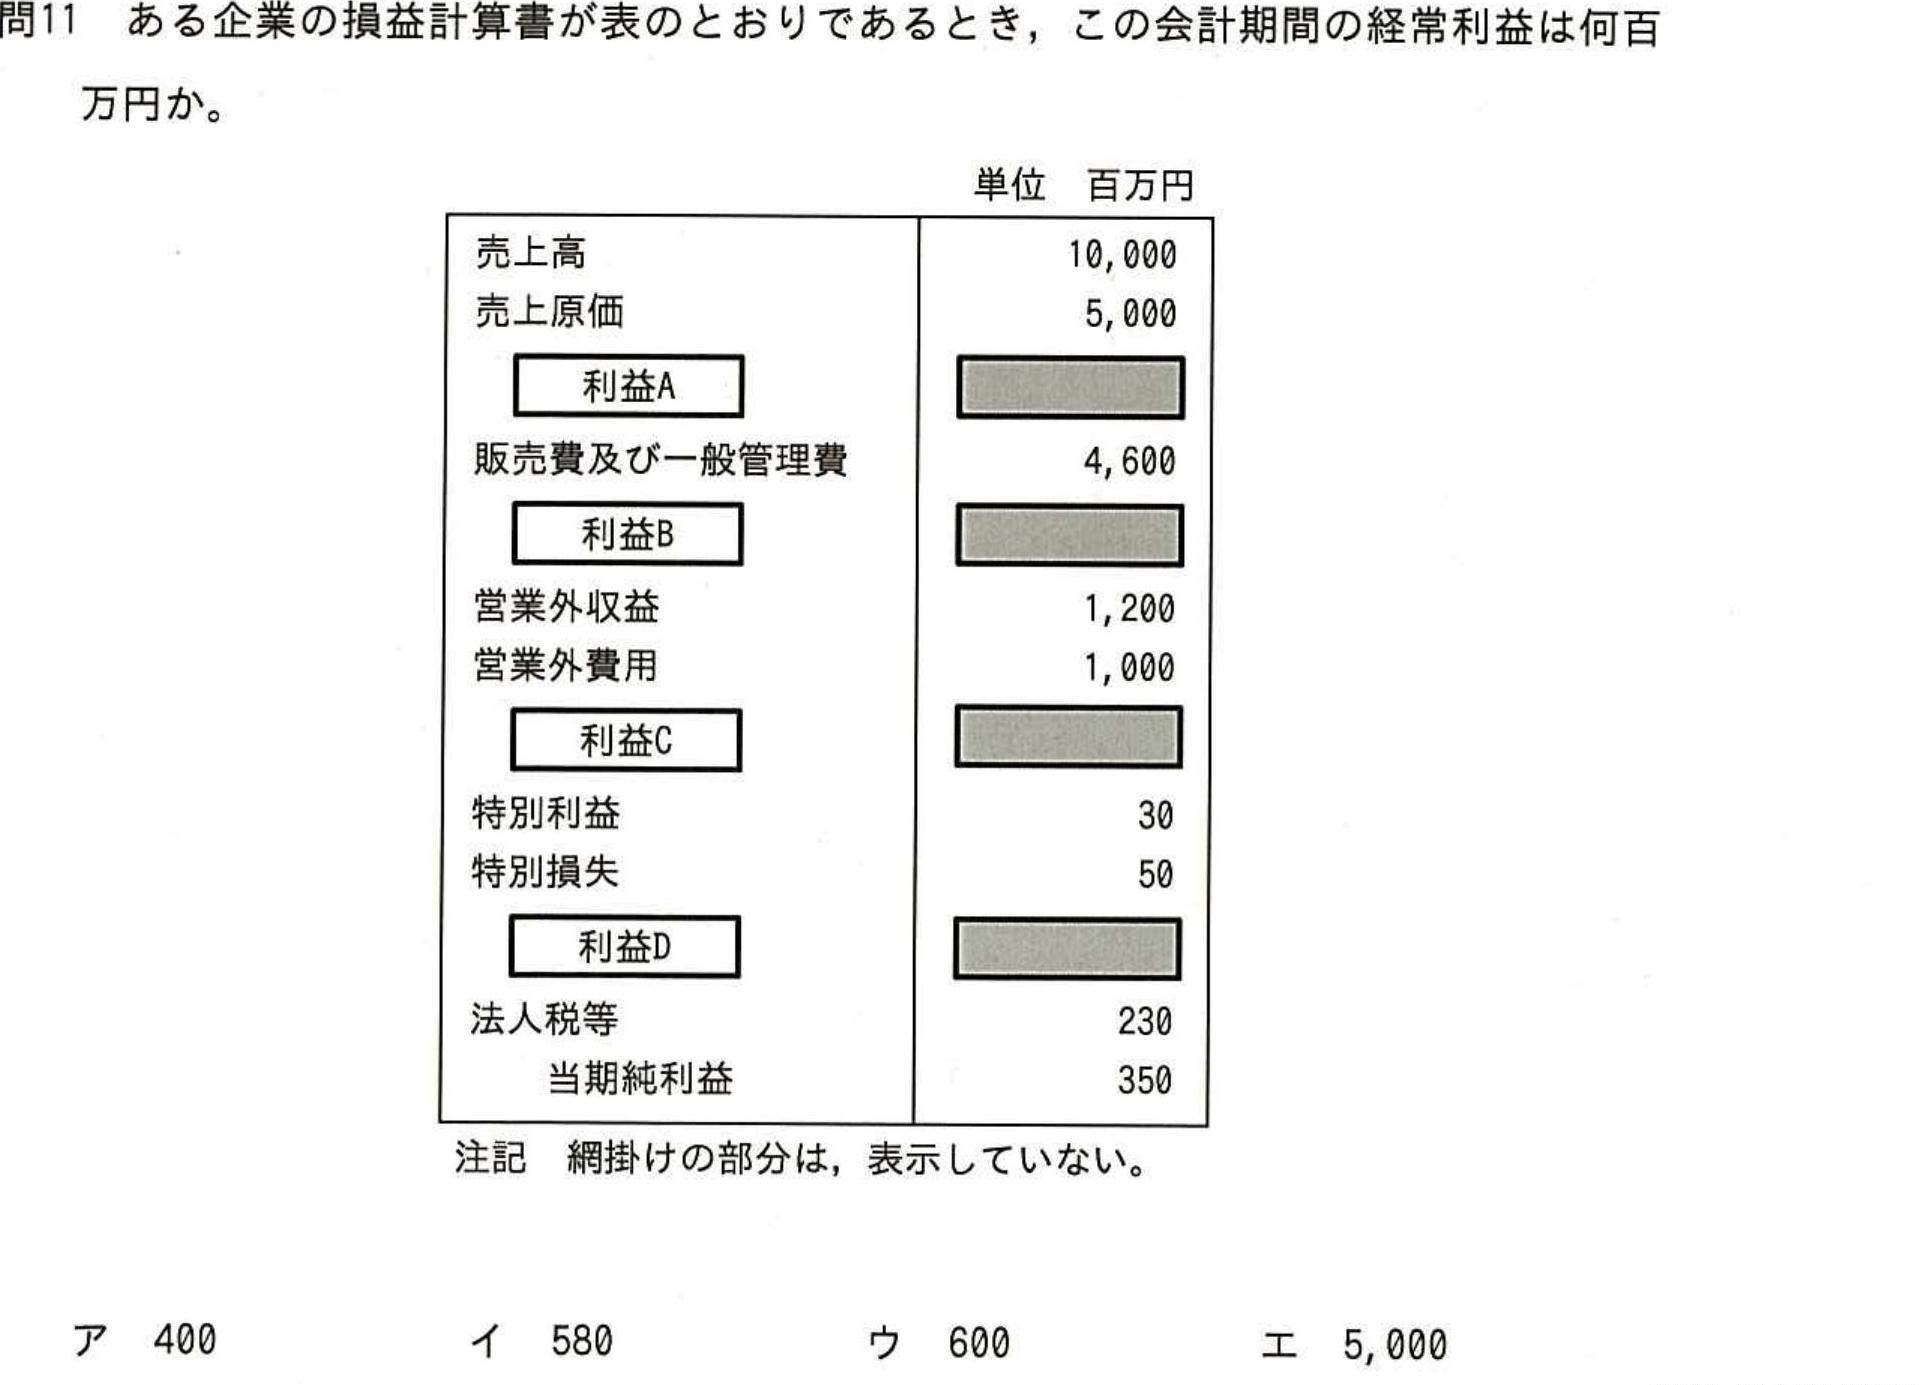 問11　ある企業の損益計算書が表のとおりであるとき，この会計期間の経常利益は何百
万円か。
単位　百万円
売上高　10,000
売上原価　5,000
利益A
販売費及び一般管理費　4,600
利益B
営業外収益　1,200
営業外費用　1,000
利益C
特別利益　30
特別損失　50
利益D
法人税等　230
当期純利益　350
注記　網掛けの部分は，表示していない。
ア　400　イ　580　ウ　600　エ　5,000